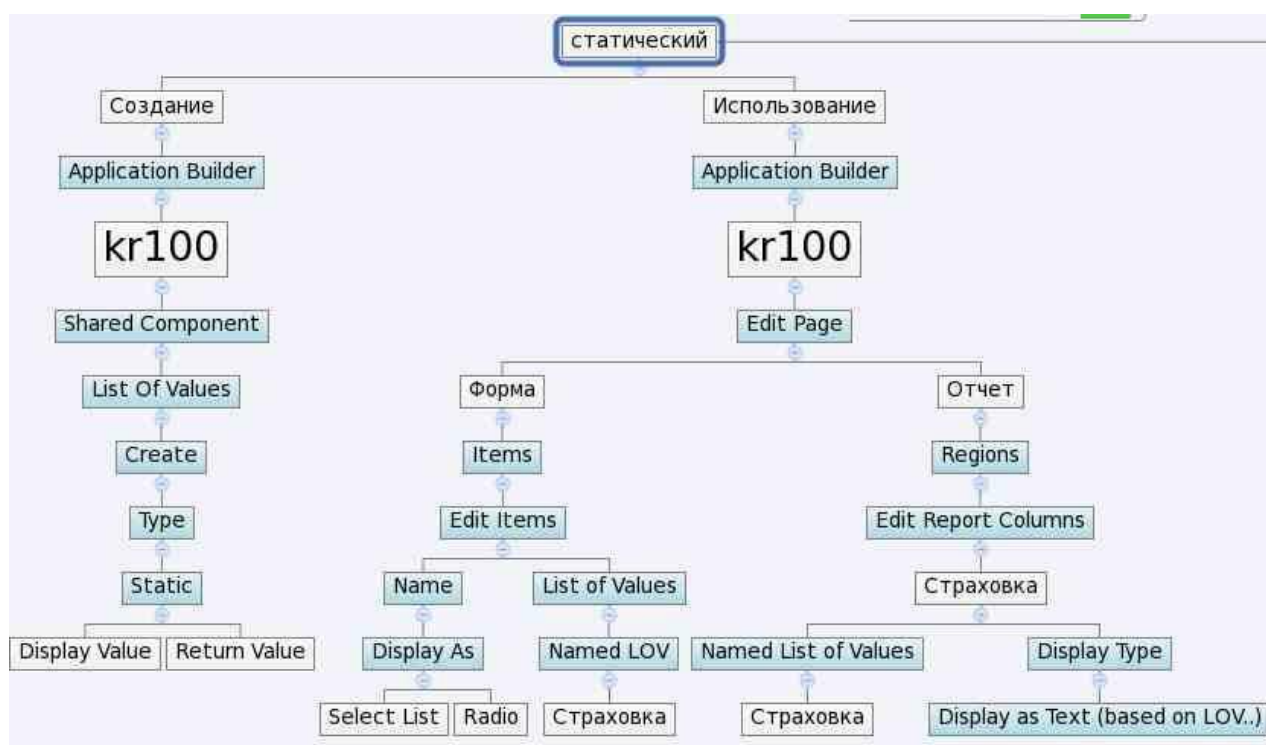 статический
Создание
Использование
Application Builder
Application Builder
kr100
kr100
Shared Component
Edit Page
List Of Values
Форма
Отчет
Create
Items
Regions
Type
Edit Items
Edit Report Columns
Static
Name
List of Values
Страховка
Display Value
Return Value
Display As
Named LOV
Named List of Values
Display Type
Select List
Radio
Страховка
Страховка
Display as Text (based on LOV..)